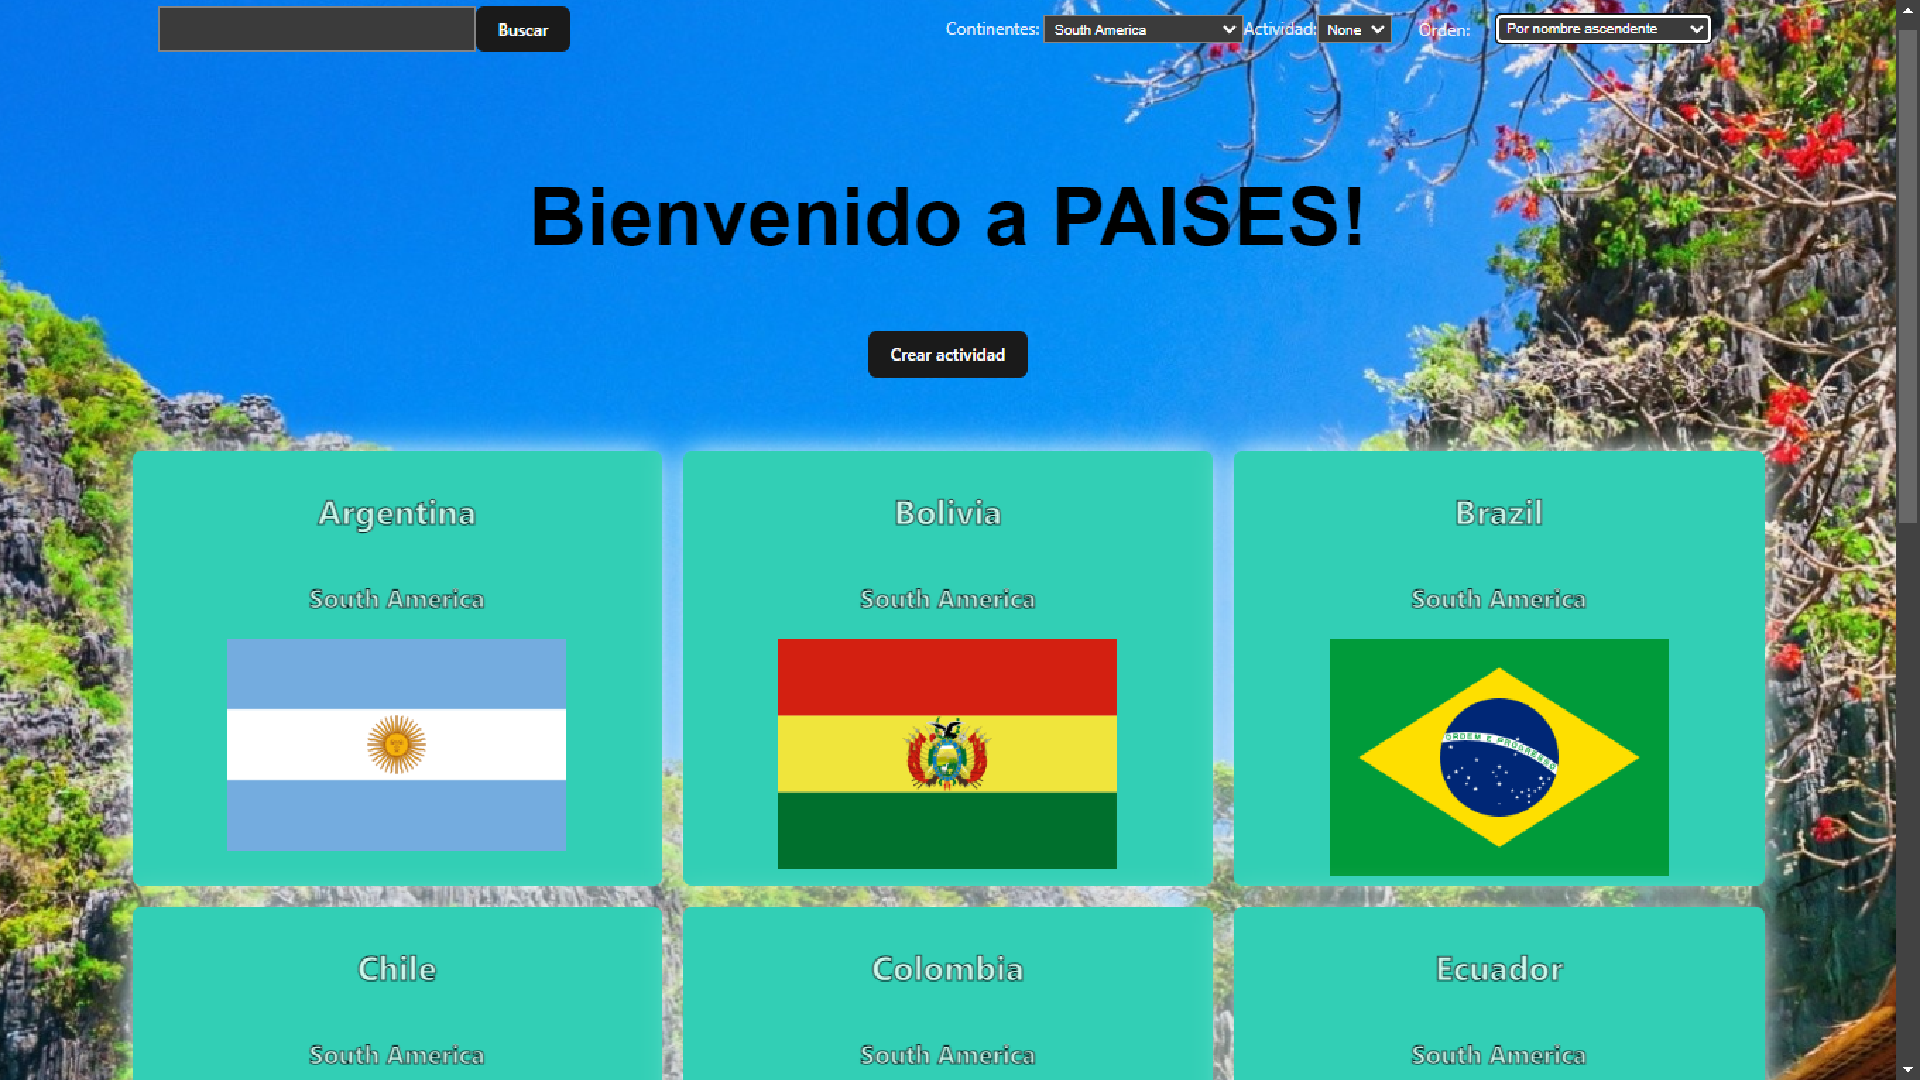 Buscar
Continentes: South America Actividad: None Orden: Por nombre ascendente
Bienvenido a PAISES!
Crear actividad
Argentina
South America
Bolivia
South America
Brazil
South America
ORDEM E PROGRESSO
Chile
South America
Colombia
South America
Ecuador
South America